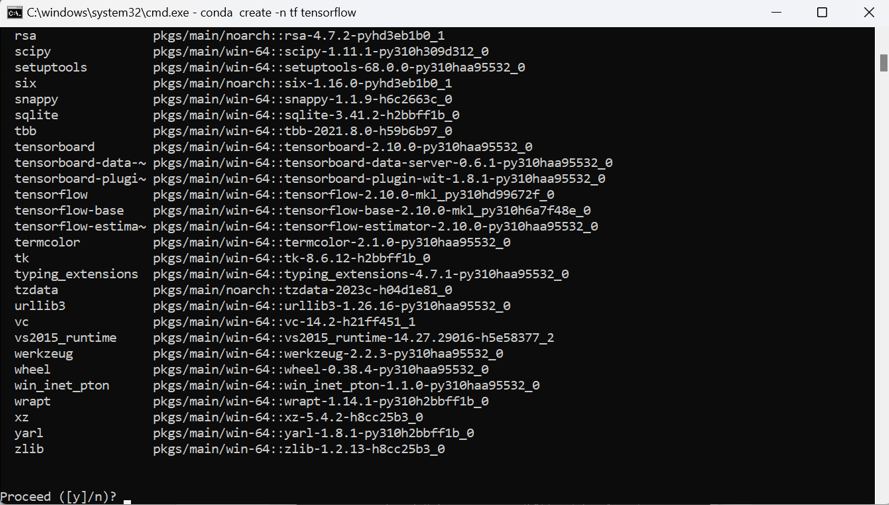 C:\windows\system32\cmd.exe - conda  create -n tf tensorflow
rsa pkgs/main/noarch::rsa-4.7.2-pyhd3eb1b0_1
scipy pkgs/main/win-64::scipy-1.11.1-py310h309d312_0
setuptools pkgs/main/win-64::setuptools-68.0.0-py310haa95532_0
six pkgs/main/noarch::six-1.16.0-pyhd3eb1b0_1
snappy pkgs/main/win-64::snappy-1.1.9-h6c2663c_0
sqlite pkgs/main/win-64::sqlite-3.41.2-h2bbff1b_0
tbb pkgs/main/win-64::tbb-2021.8.0-h59b6b97_0
tensorboard pkgs/main/win-64::tensorboard-2.10.0-py310haa95532_0
tensorboard-data-~ pkgs/main/win-64::tensorboard-data-server-0.6.1-py310haa95532_0
tensorboard-plugi~ pkgs/main/win-64::tensorboard-plugin-wit-1.8.1-py310haa95532_0
tensorflow pkgs/main/win-64::tensorflow-2.10.0-mkl_py310hd99672f_0
tensorflow-base pkgs/main/win-64::tensorflow-base-2.10.0-mkl_py310h6a7f48e_0
tensorflow-estima~ pkgs/main/win-64::tensorflow-estimator-2.10.0-py310haa95532_0
termcolor pkgs/main/win-64::termcolor-2.1.0-py310haa95532_0
tk pkgs/main/win-64::tk-8.6.12-h2bbff1b_0
typing_extensions pkgs/main/win-64::typing_extensions-4.7.1-py310haa95532_0
tzdata pkgs/main/noarch::tzdata-2023c-h04d1e81_0
urllib3 pkgs/main/win-64::urllib3-1.26.16-py310haa95532_0
vc pkgs/main/win-64::vc-14.2-h21ff451_1
vs2015_runtime pkgs/main/win-64::vs2015_runtime-14.27.29016-h5e58377_2
werkzeug pkgs/main/win-64::werkzeug-2.2.3-py310haa95532_0
wheel pkgs/main/win-64::wheel-0.38.4-py310haa95532_0
win_inet_pton pkgs/main/win-64::win_inet_pton-1.1.0-py310haa95532_0
wrapt pkgs/main/win-64::wrapt-1.14.1-py310h2bbff1b_0
xz pkgs/main/win-64::xz-5.4.2-h8cc25b3_0
yarl pkgs/main/win-64::yarl-1.8.1-py310h2bbff1b_0
zlib pkgs/main/win-64::zlib-1.2.13-h8cc25b3_0
Proceed ([y]/n)?